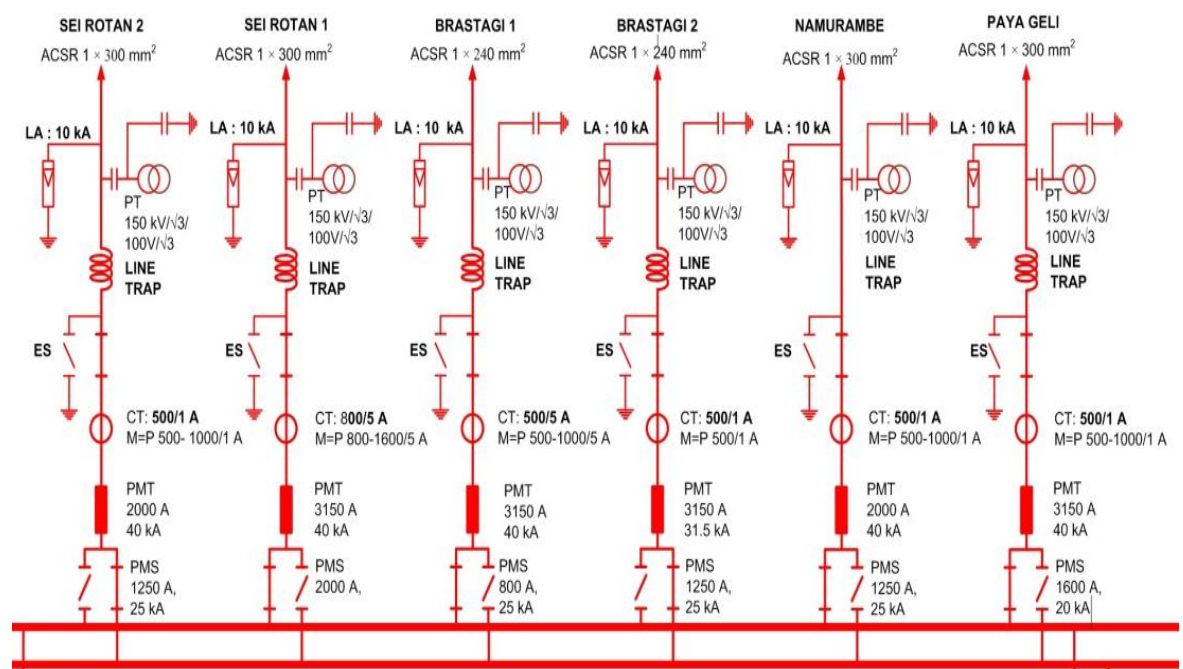 SEI ROTAN 2
ACSR 1 × 300 mm²
LA : 10 kA
PT
150 kV/√3/
100V/√3
LINE
TRAP
ES
CT: 500/1 A
M=P 500- 1000/1 A
PMT
2000 A
40 kA
PMS
1250 A,
25 kA
SEI ROTAN 1
ACSR 1 × 300 mm²
LA : 10 kA
PT
150 kV/√3/
100V/√3
LINE
TRAP
ES
CT: 800/5 A
M=P 800-1600/5 A
PMT
3150 A
40 kA
PMS
2000 A,
BRASTAGI 1
ACSR 1 × 240 mm²
LA : 10 kA
PT
150 kV/√3/
100V/√3
LINE
TRAP
ES
CT: 500/5 A
M=P 500-1000/5 A
PMT
3150 A
40 kA
PMS
800 A,
25 kA
BRASTAGI 2
ACSR 1 × 240 mm²
LA : 10 kA
PT
150 kV/√3/
100V/√3
LINE
TRAP
ES
CT: 500/1 A
M=P 500/1 A
PMT
3150 A
31.5 kA
PMS
1250 A,
25 kA
NAMURAMBE
ACSR 1 × 300 mm²
LA : 10 kA
PT
150 kV/√3/
100V/√3
LINE
TRAP
ES
CT: 500/1 A
M=P 500-1000/1 A
PMT
2000 A
40 kA
PMS
1250 A,
25 kA
PAYA GELI
ACSR 1 × 300 mm²
LA : 10 kA
PT
150 kV/√3/
100V/√3
LINE
TRAP
ES
CT: 500/1 A
M=P 500-1000/1 A
PMT
3150 A
40 kA
PMS
1600 A,
20 kA